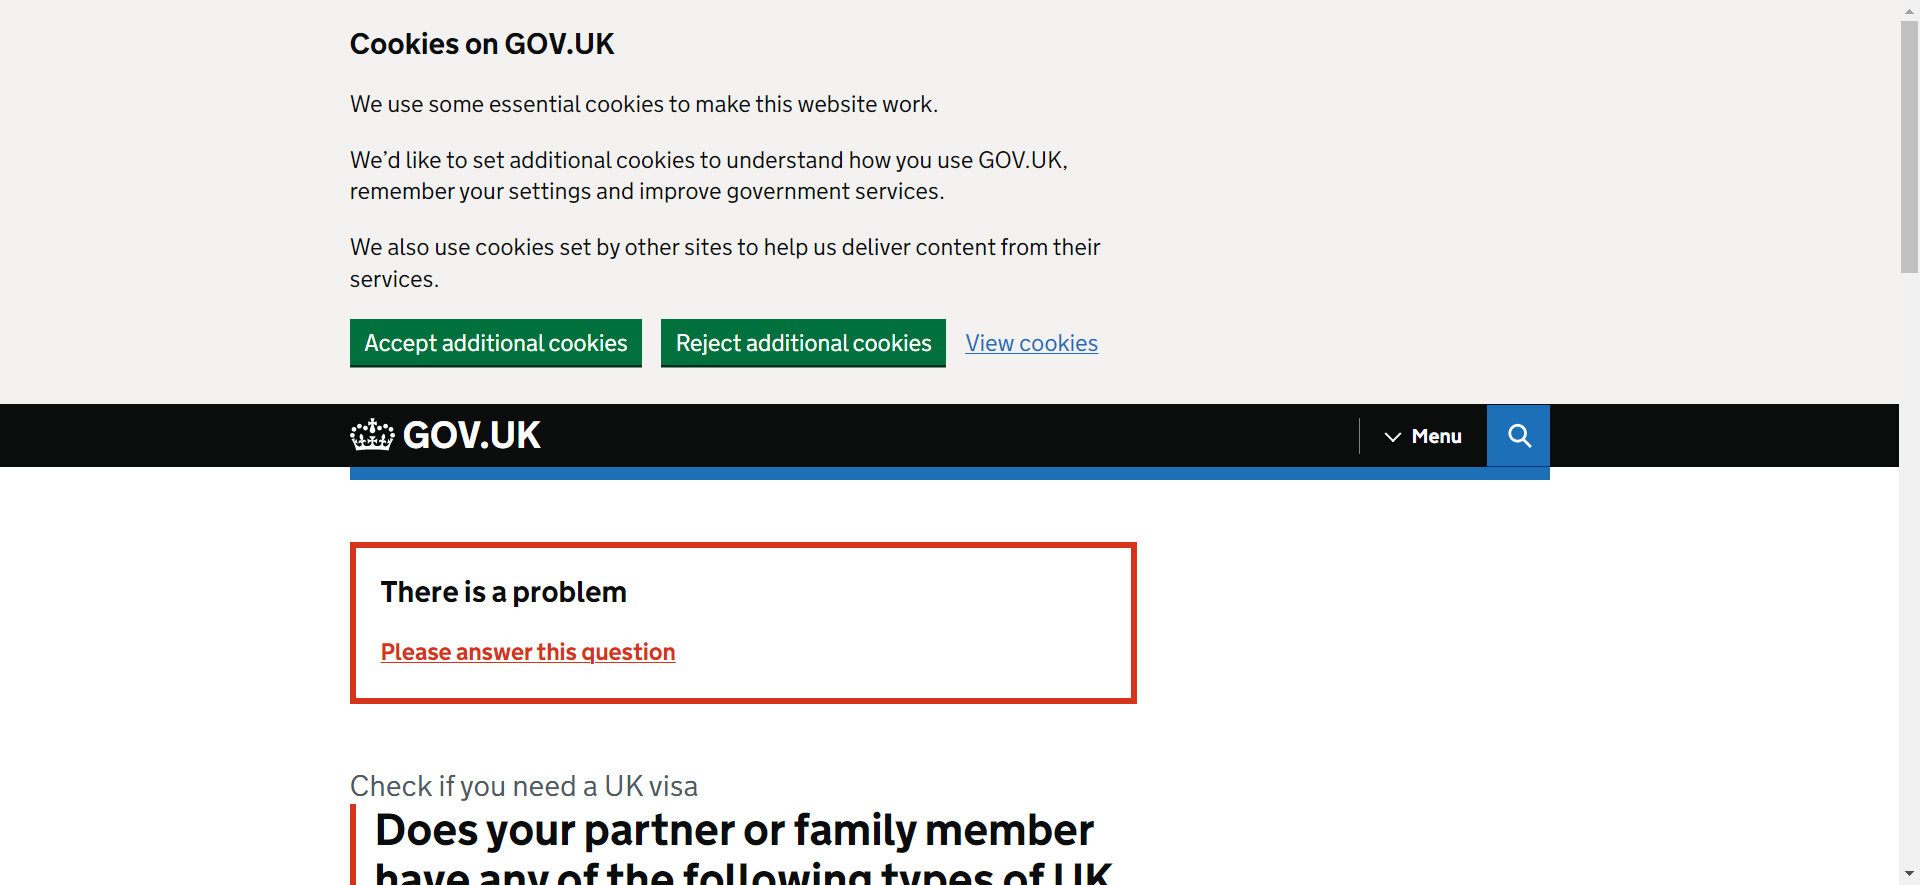 Cookies on GOV.UK
We use some essential cookies to make this website work.
We’d like to set additional cookies to understand how you use GOV.UK,
remember your settings and improve government services.
We also use cookies set by other sites to help us deliver content from their
services.
Accept additional cookies Reject additional cookies View cookies
GOV.UK Menu
There is a problem
Please answer this question
Check if you need a UK visa
Does your partner or family member
have any of the following types of UK